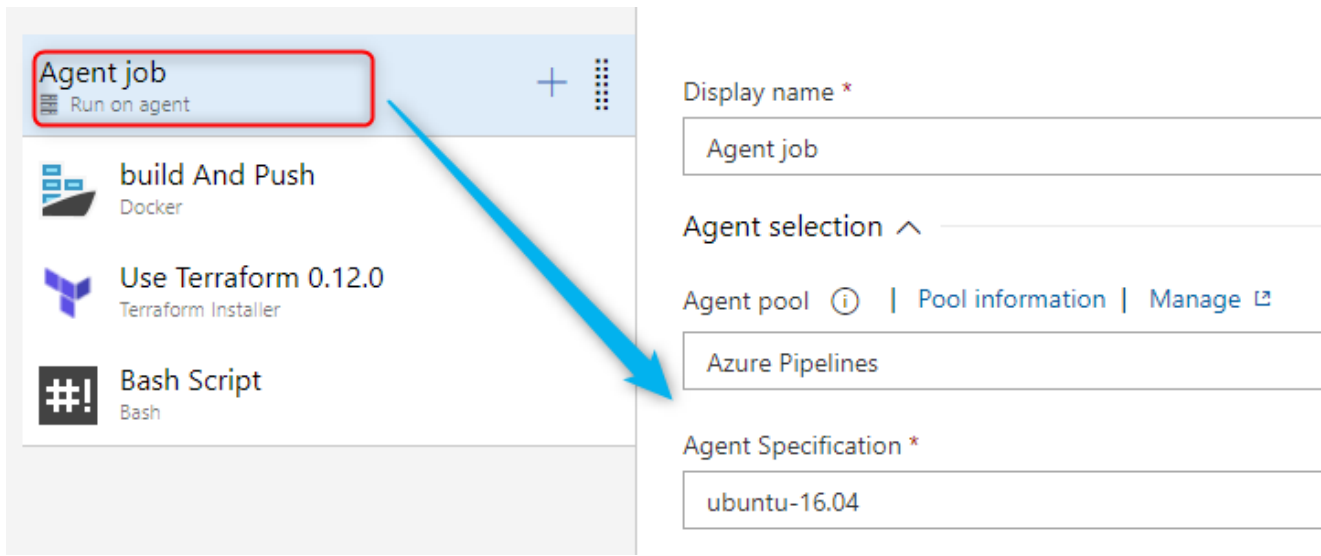 Agent job
Run on agent
build And Push
Docker
Use Terraform 0.12.0
Terraform Installer
#!
Bash Script
Bash
Display name *
Agent job
Agent selection
Agent pool | Pool information | Manage
Azure Pipelines
Agent Specification *
ubuntu-16.04